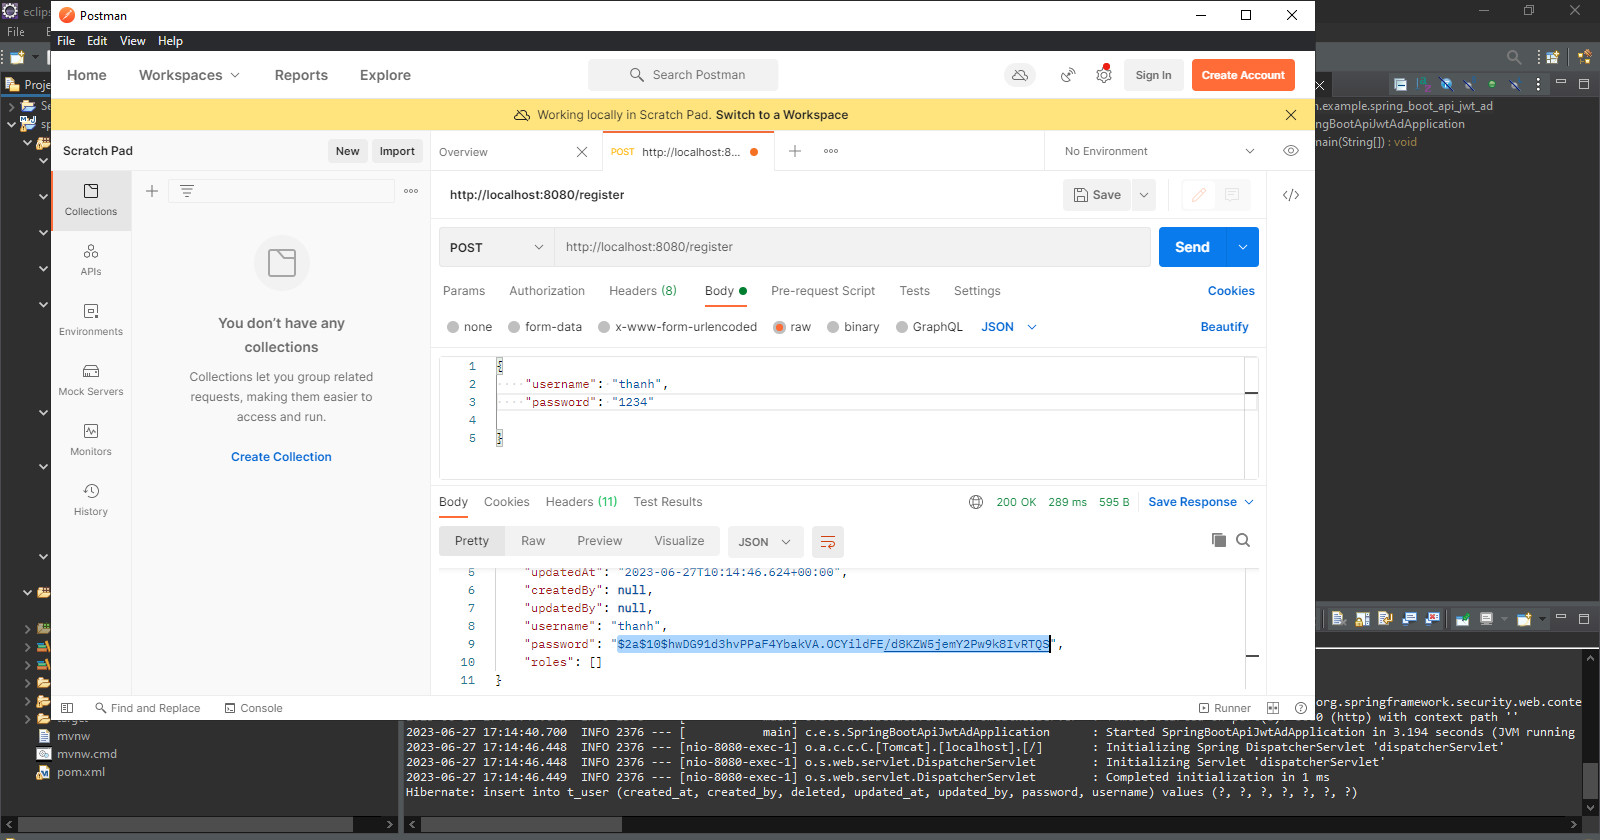 eclips
Postman
File
File Edit View Help
Home Workspaces Reports Explore
Search Postman
Sign In
Create Account
Working locally in Scratch Pad. Switch to a Workspace
Proje
Scratch Pad
New
Import
Overview
POST http://localhost:8...
No Environment
Collections
APIs
Environments
Mock Servers
Monitors
History
You don't have any
collections
Collections let you group related
requests, making them easier to
access and run.
Create Collection
http://localhost:8080/register
Save
</>
POST
http://localhost:8080/register
Send
Params Authorization Headers (8) Body Pre-request Script Tests Settings Cookies
none form-data x-www-form-urlencoded raw binary GraphQL JSON Beautify
1 {
2 "username": "thanh",
3 "password": "1234"
4
5 }
Body Cookies Headers (11) Test Results
200 OK 289 ms 595 B Save Response
Pretty Raw Preview Visualize JSON
5 "updatedAt": "2023-06-27T10:14:46.624+00:00",
6 "createdBy": null,
7 "updatedBy": null,
8 "username": "thanh",
9 "password": "$2a$10$hwDG91d3hvPPaF4YbakVA.OCYildFE/d8KZW5jemY2Pw9k8IvRTQS",
10 "roles": []
11 }
Find and Replace
Console
Runner
.example.spring_boot_api_jwt_ad
ngBootApiJwtAdApplication
main(String[]) : void
mvnw
mvnw.cmd
pom.xml
org.springframework.security.web.conte
0 (http) with context path ''
2023-06-27 17:14:40.700 INFO 2376 --- [ main] c.e.s.SpringBootApiJwtAdApplication : Started SpringBootApiJwtAdApplication in 3.194 seconds (JVM running
2023-06-27 17:14:46.448 INFO 2376 --- [nio-8080-exec-1] o.a.c.c.C.[Tomcat].[localhost].[/] : Initializing Spring DispatcherServlet 'dispatcherServlet'
2023-06-27 17:14:46.448 INFO 2376 --- [nio-8080-exec-1] o.s.web.servlet.DispatcherServlet : Initializing Servlet 'dispatcherServlet'
2023-06-27 17:14:46.449 INFO 2376 --- [nio-8080-exec-1] o.s.web.servlet.DispatcherServlet : Completed initialization in 1 ms
Hibernate: insert into t_user (created_at, created_by, deleted, updated_at, updated_by, password, username) values (?, ?, ?, ?, ?, ?, ?)